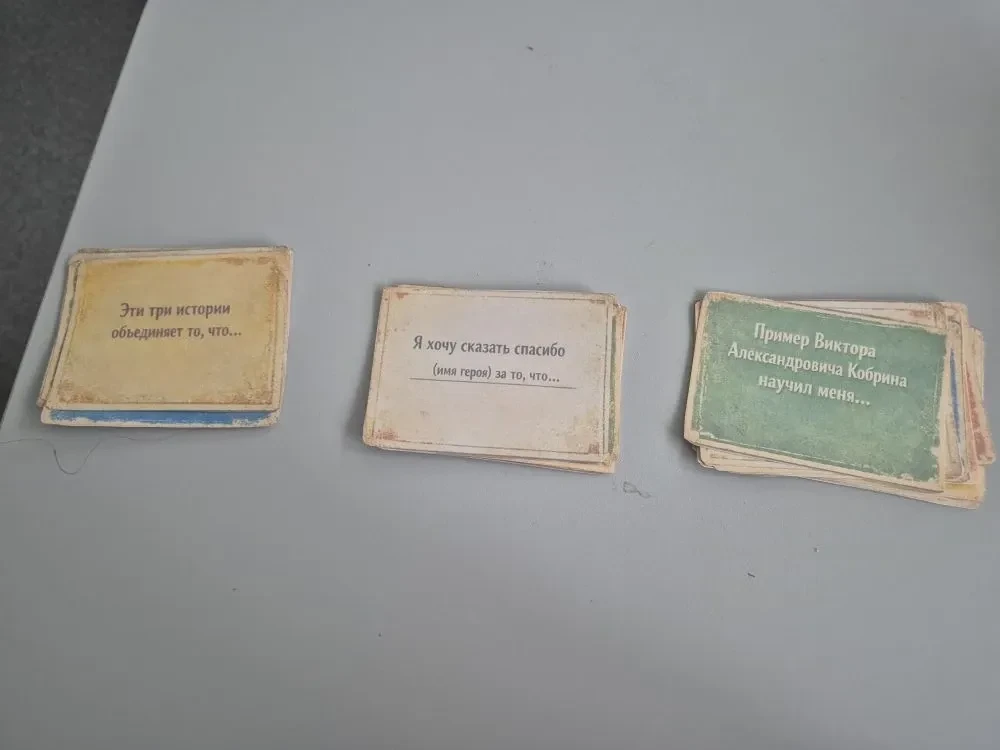 Эти три истории
объединяет то, что...
Я хочу сказать спасибо
(имя героя) за то, что...
Пример Виктора
Александровича Кобрина
научил меня...